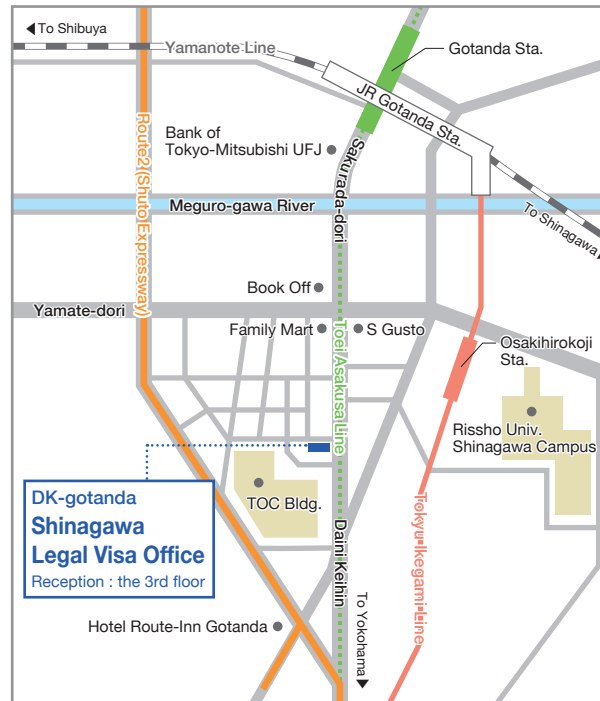 To Shibuya
Yamanote Line
Gotanda Sta.
JR Gotanda Sta.
Bank of
Tokyo-Mitsubishi UFJ
Sakurada-dori
Route2 (Shuto Expressway)
Meguro-gawa River
To Shinagawa
Book Off
Yamate-dori
Family Mart
S Gusto
Toei Asakusa Line
Osakihirokoji
Sta.
Rissho Univ.
Shinagawa Campus
TOC Bldg.
DK-gotanda
Shinagawa
Legal Visa Office
Reception : the 3rd floor
Daini Keihin
Tokyu Ikegami Line
To Yokohama
Hotel Route-Inn Gotanda